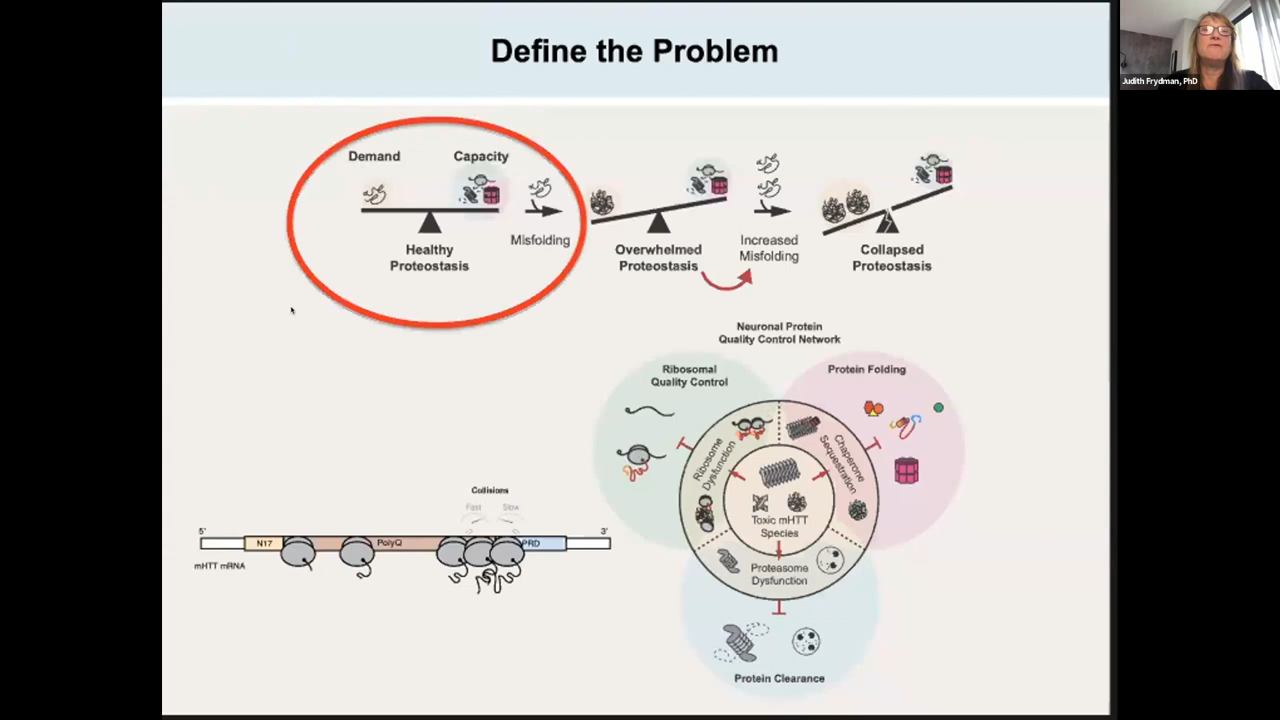 Define the Problem
Judith Frydman, PhD
Demand
Capacity
Misfolding
Healthy
Proteostasis
Overwhelmed
Proteostasis
Increased
Misfolding
Collapsed
Proteostasis
Neuronal Protein
Quality Control Network
Ribosomal
Quality Control
Protein Folding
Ribosome
Dysfunction
Chaperone
Sequestration
Toxic mHTT
Species
Proteasome
Dysfunction
Protein Clearance
Collisions
Fast
Slow
5'
3'
N17
PolyQ
PRD
mHTT mRNA